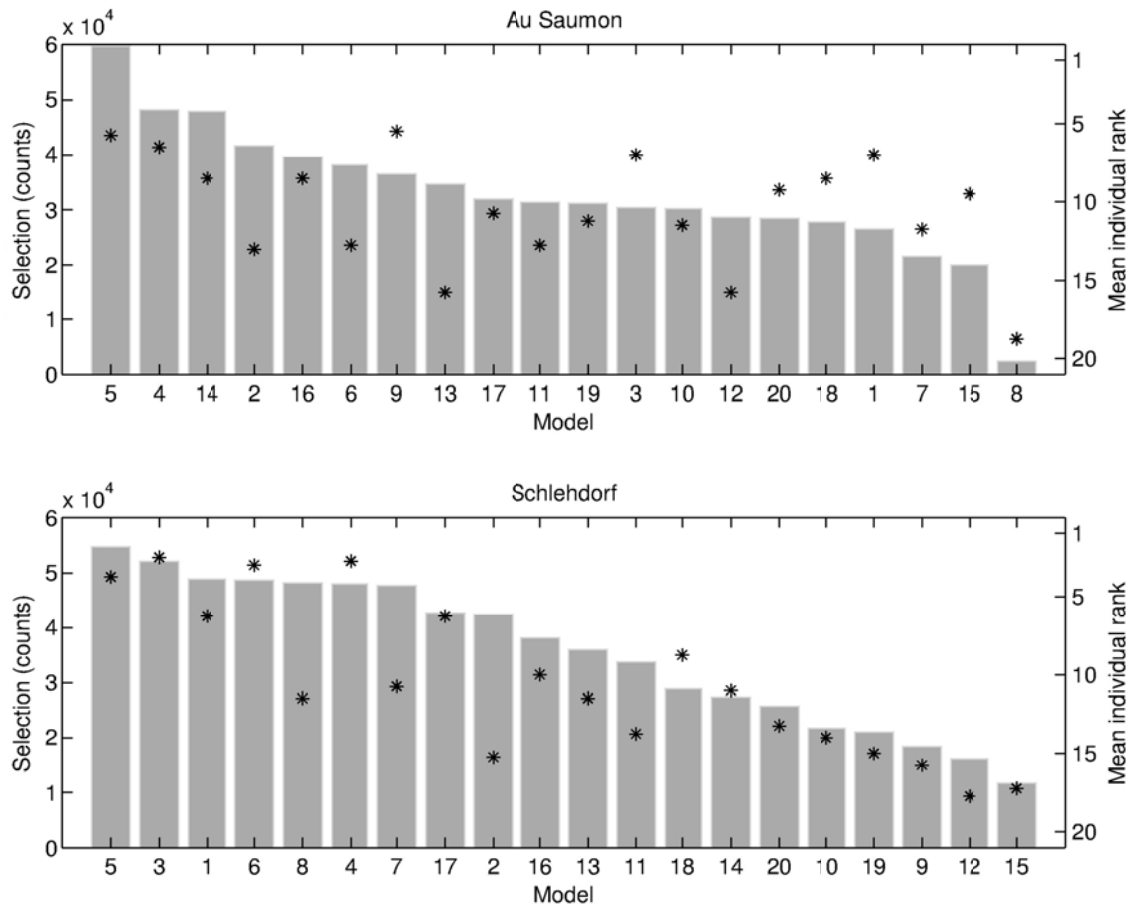 Au Saumon
x 10^4
6
5
4
3
2
1
0
Selection (counts)
1
5
10
15
20
Mean individual rank
5 4 14 2 16 6 9 13 17 11 19 3 10 12 20 18 1 7 15 8
Model
Schlehdorf
x 10^4
6
5
4
3
2
1
0
Selection (counts)
1
5
10
15
20
Mean individual rank
5 3 1 6 8 4 7 17 2 16 13 11 18 14 20 10 19 9 12 15
Model